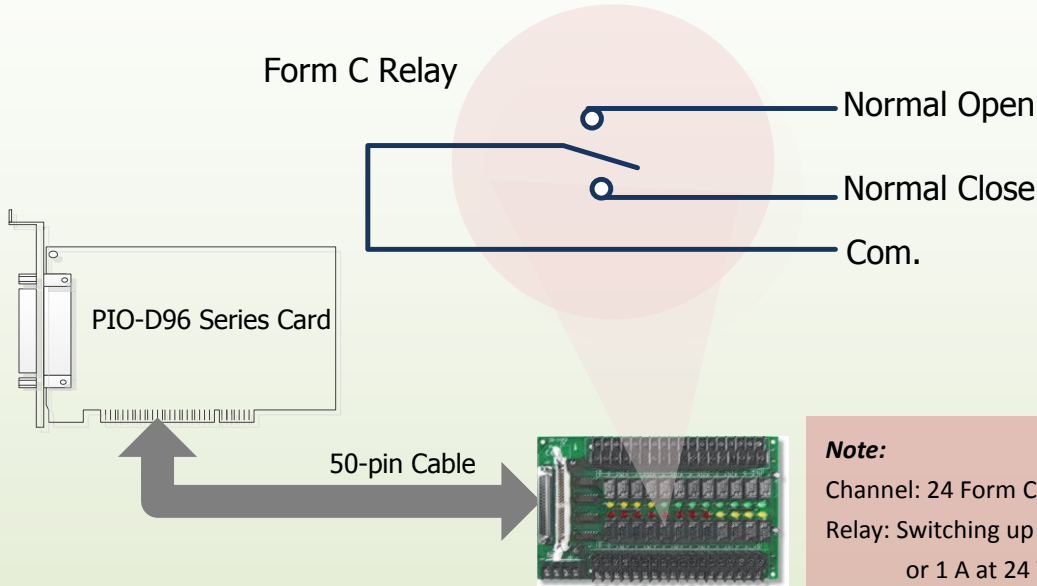 Form C Relay
Normal Open
Normal Close
Com.
PIO-D96 Series Card
50-pin Cable
Note:
Channel: 24 Form C
Relay: Switching up
or 1 A at 24